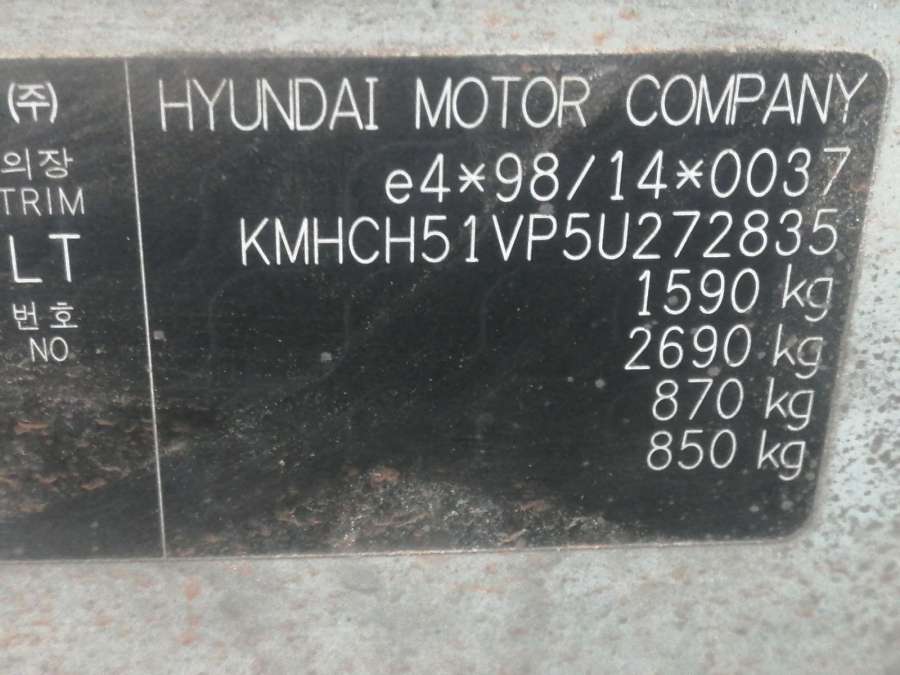 (주)
의장
TRIM
LT
번호
NO
HYUNDAI MOTOR COMPANY
e4*98/14*0037
KMHCH51VP5U272835
1590 kg
2690 kg
870 kg
850 kg